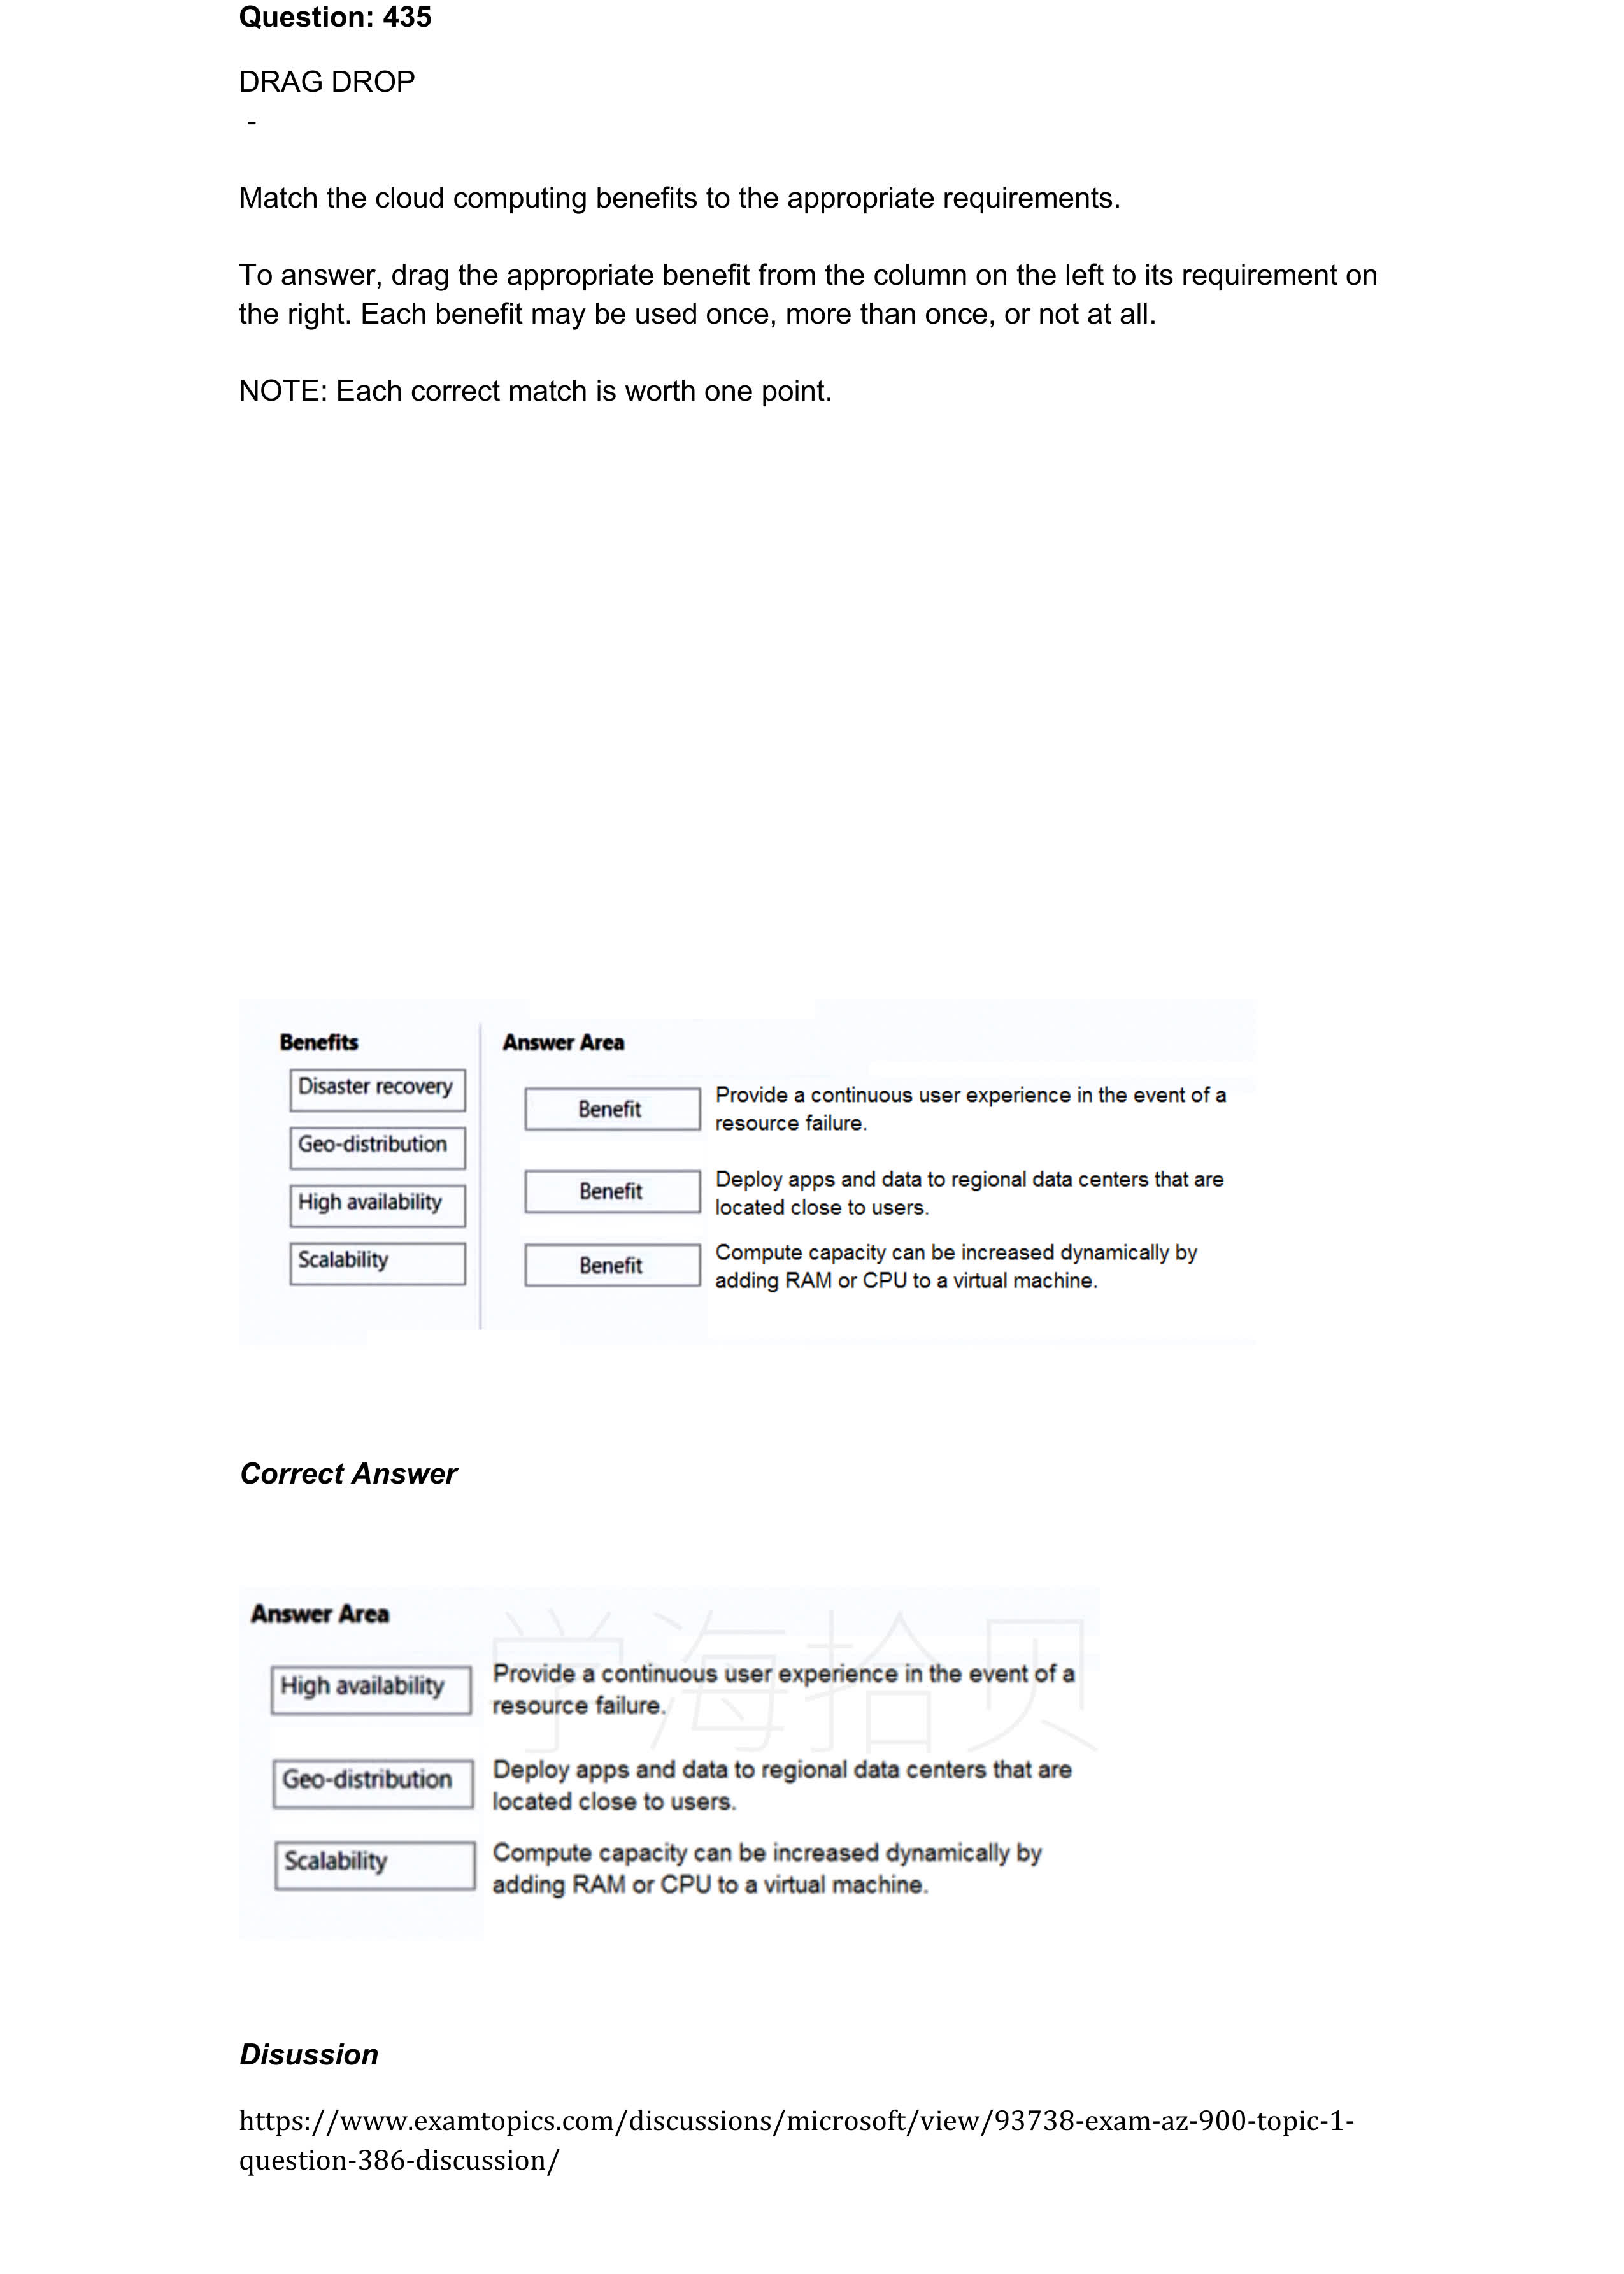 Question: 435
DRAG DROP
-
Match the cloud computing benefits to the appropriate requirements.
To answer, drag the appropriate benefit from the column on the left to its requirement on
the right. Each benefit may be used once, more than once, or not at all.
NOTE: Each correct match is worth one point.
Benefits
Disaster recovery
Geo-distribution
High availability
Scalability
Answer Area
Benefit
Provide a continuous user experience in the event of a
resource failure.
Benefit
Deploy apps and data to regional data centers that are
located close to users.
Benefit
Compute capacity can be increased dynamically by
adding RAM or CPU to a virtual machine.
Correct Answer
Answer Area
学海拾贝
High availability
Provide a continuous user experience in the event of a
resource failure.
Geo-distribution
Deploy apps and data to regional data centers that are
located close to users.
Scalability
Compute capacity can be increased dynamically by
adding RAM or CPU to a virtual machine.
Disussion
https://www.examtopics.com/discussions/microsoft/view/93738-exam-az-900-topic-1-
question-386-discussion/